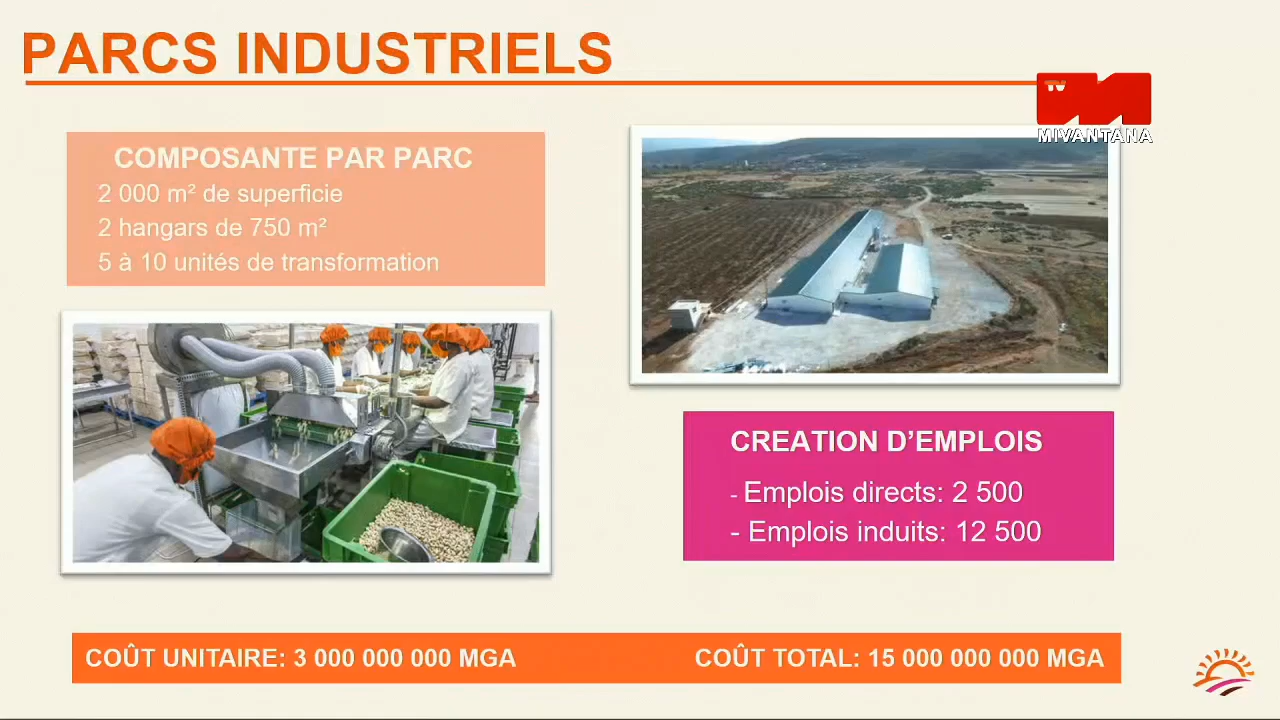 PARCS INDUSTRIELS
TV
MIVANTANA
COMPOSANTE PAR PARC
2 000 m² de superficie
2 hangars de 750 m²
5 à 10 unités de transformation
CREATION D’EMPLOIS
- Emplois directs: 2 500
- Emplois induits: 12 500
COÛT UNITAIRE: 3 000 000 000 MGA
COÛT TOTAL: 15 000 000 000 MGA